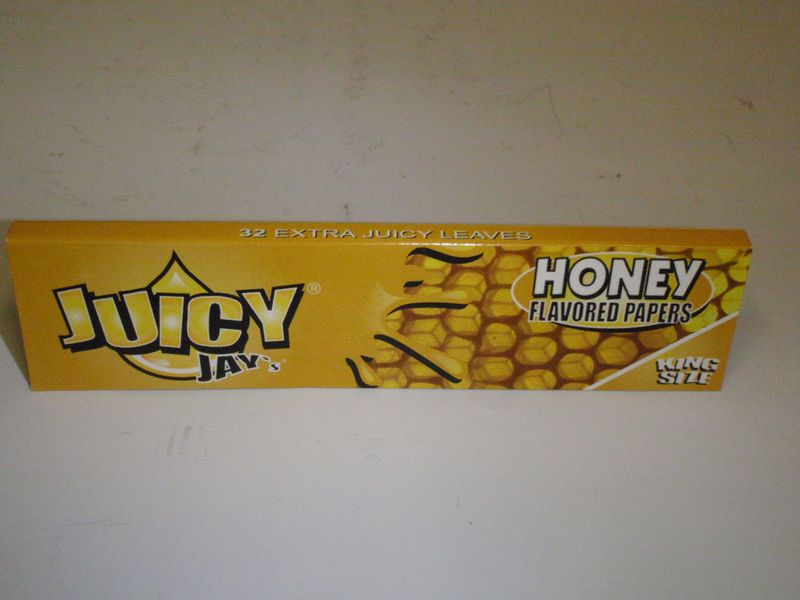 32 EXTRA JUICY LEAVES
JUICY®
JAY's®
HONEY
FLAVORED PAPERS
KING
SIZE